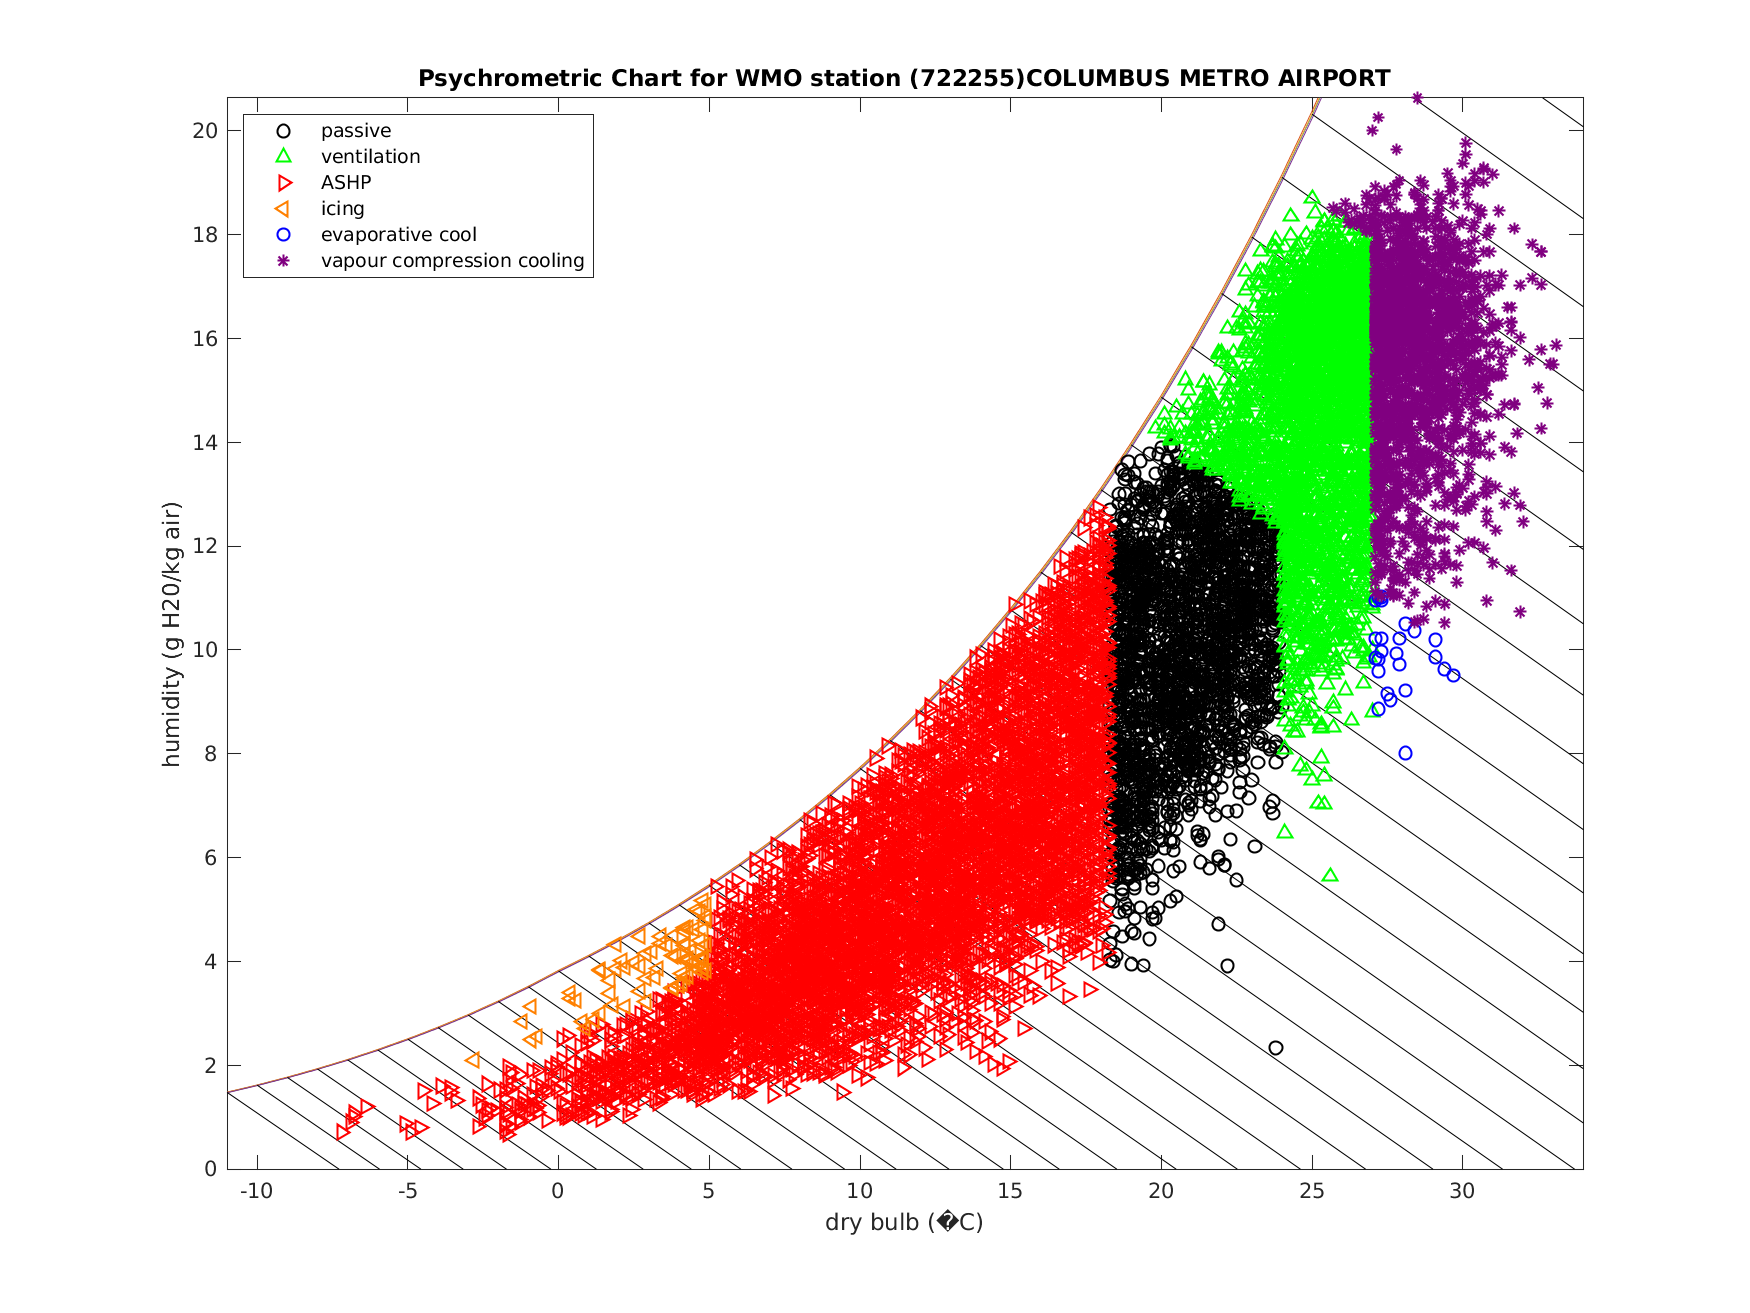 Psychrometric Chart for WMO station (722255)COLUMBUS METRO AIRPORT
passive
ventilation
ASHP
icing
evaporative cool
vapour compression cooling
humidity (g H20/kg air)
20
18
16
14
12
10
8
6
4
2
0
-10 -5 0 5 10 15 20 25 30
dry bulb (�C)